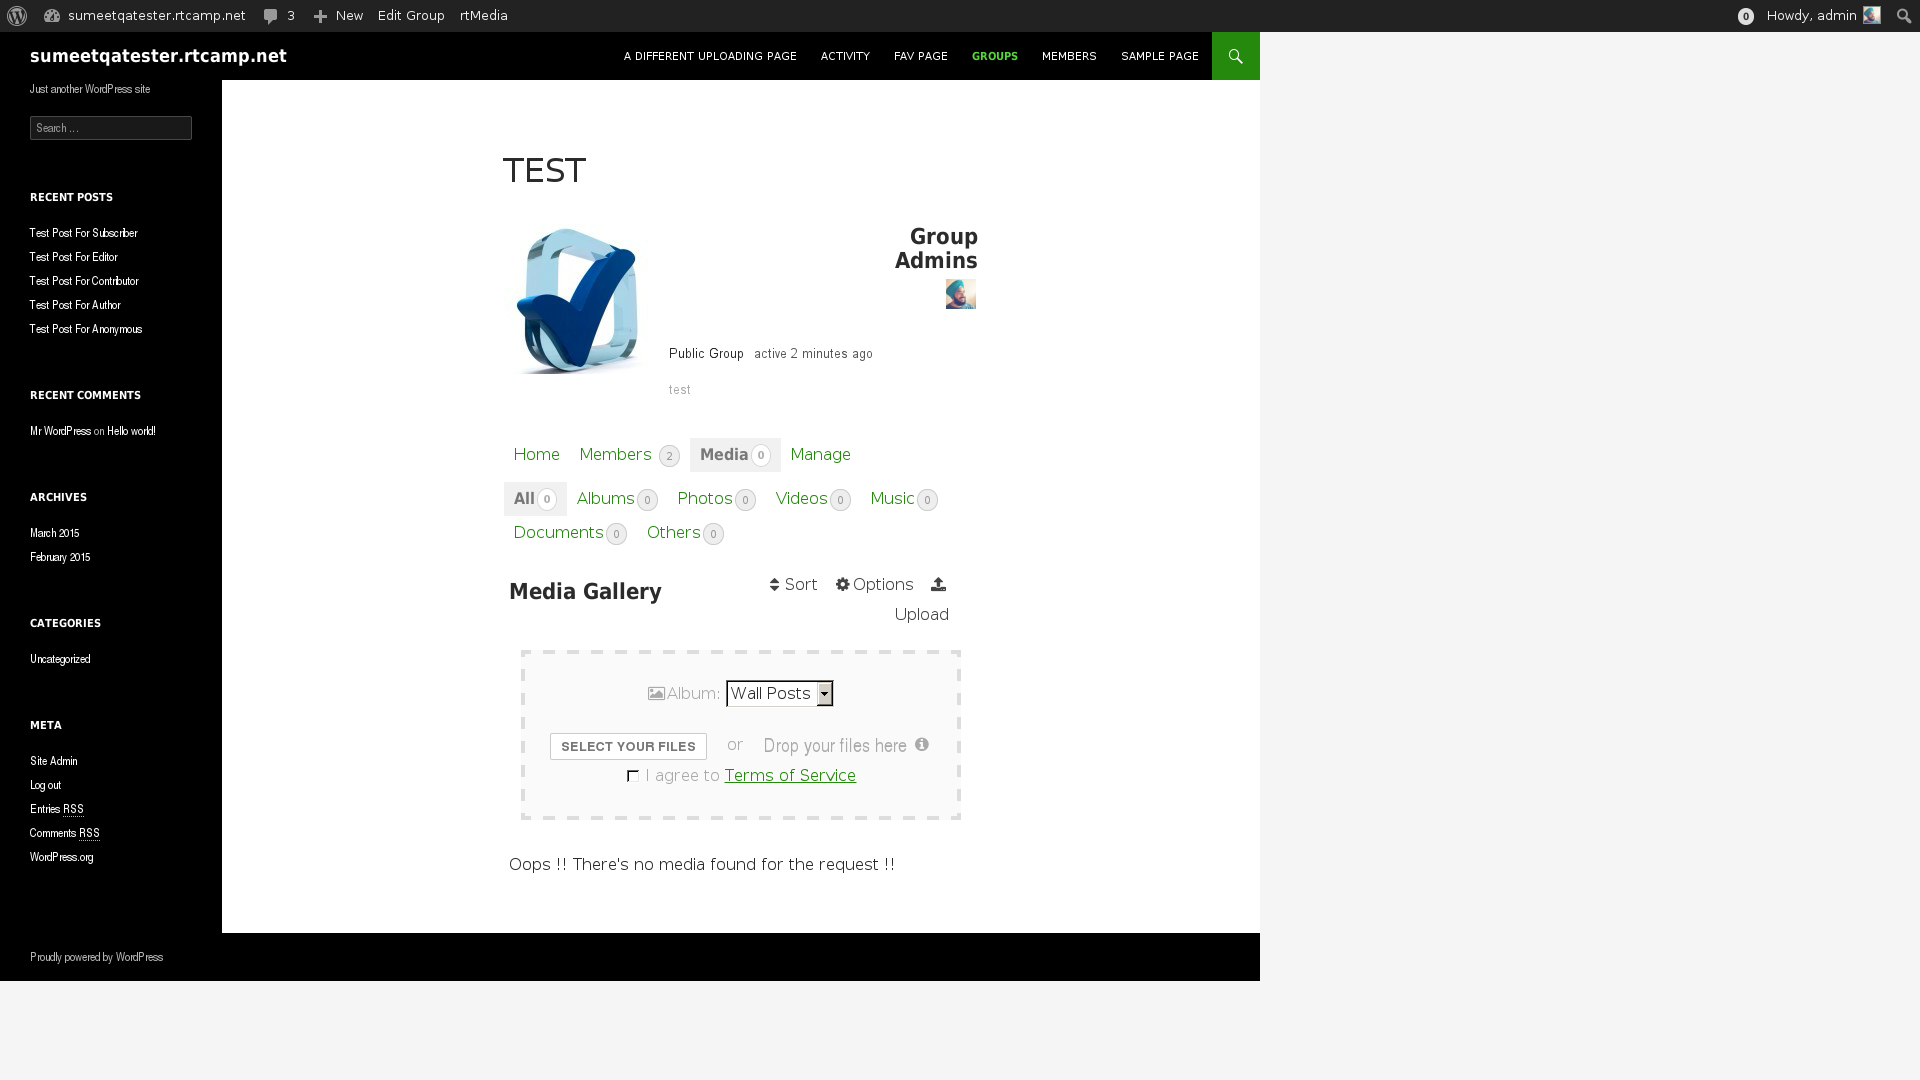 sumeetqatester.rtcamp.net 3 New Edit Group rtMedia 0 Howdy, admin
sumeetqatester.rtcamp.net
A DIFFERENT UPLOADING PAGE ACTIVITY FAV PAGE GROUPS MEMBERS SAMPLE PAGE
Just another WordPress site
Search ...
RECENT POSTS
Test Post For Subscriber
Test Post For Editor
Test Post For Contributor
Test Post For Author
Test Post For Anonymous
RECENT COMMENTS
Mr WordPress on Hello world!
ARCHIVES
March 2015
February 2015
CATEGORIES
Uncategorized
META
Site Admin
Log out
Entries RSS
Comments RSS
WordPress.org
TEST
Group
Admins
Public Group active 2 minutes ago
test
Home Members 2 Media 0 Manage
All 0 Albums 0 Photos 0 Videos 0 Music 0
Documents 0 Others 0
Media Gallery
Sort Options
Upload
Album: Wall Posts
SELECT YOUR FILES or Drop your files here
I agree to Terms of Service
Oops !! There's no media found for the request !!
Proudly powered by WordPress